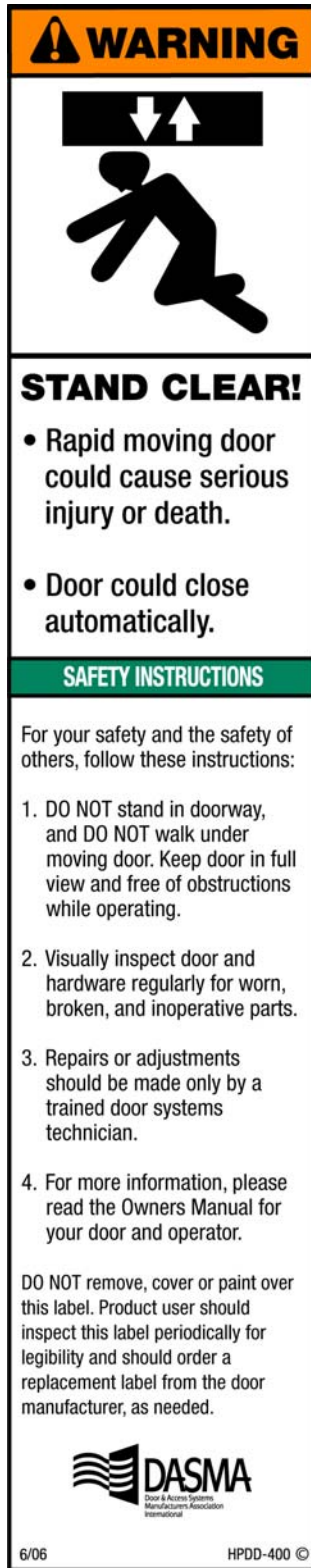 WARNING
STAND CLEAR!
• Rapid moving door
could cause serious
injury or death.
• Door could close
automatically.
SAFETY INSTRUCTIONS
For your safety and the safety of
others, follow these instructions:
1. DO NOT stand in doorway,
and DO NOT walk under
moving door. Keep door in full
view and free of obstructions
while operating.
2. Visually inspect door and
hardware regularly for worn,
broken, and inoperative parts.
3. Repairs or adjustments
should be made only by a
trained door systems
technician.
4. For more information, please
read the Owners Manual for
your door and operator.
DO NOT remove, cover or paint over
this label. Product user should
inspect this label periodically for
legibility and should order a
replacement label from the door
manufacturer, as needed.
DASMA
Door & Access Systems
Manufacturers Association
International
6/06 HPDD-400 ©